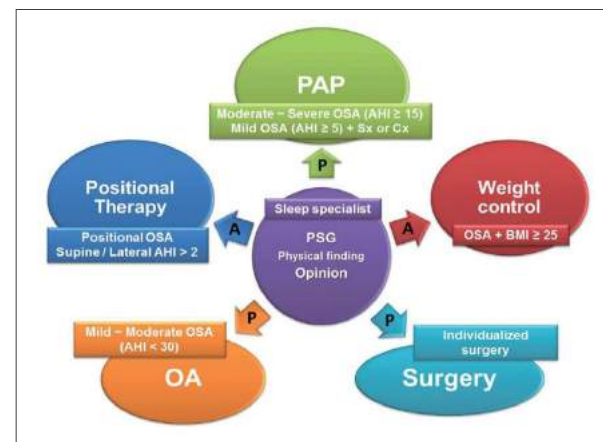 PAP
Moderate ~ Severe OSA (AHI ≥ 15)
Mild OSA (AHI ≥ 5) + Sx or Cx
P
Positional
Therapy
Positional OSA
Supine / Lateral AHI > 2
A
Sleep specialist
PSG
Physical finding
Opinion
A
Weight
control
OSA + BMI ≥ 25
P
Mild ~ Moderate OSA
(AHI < 30)
OA
P
Individualized
surgery
Surgery